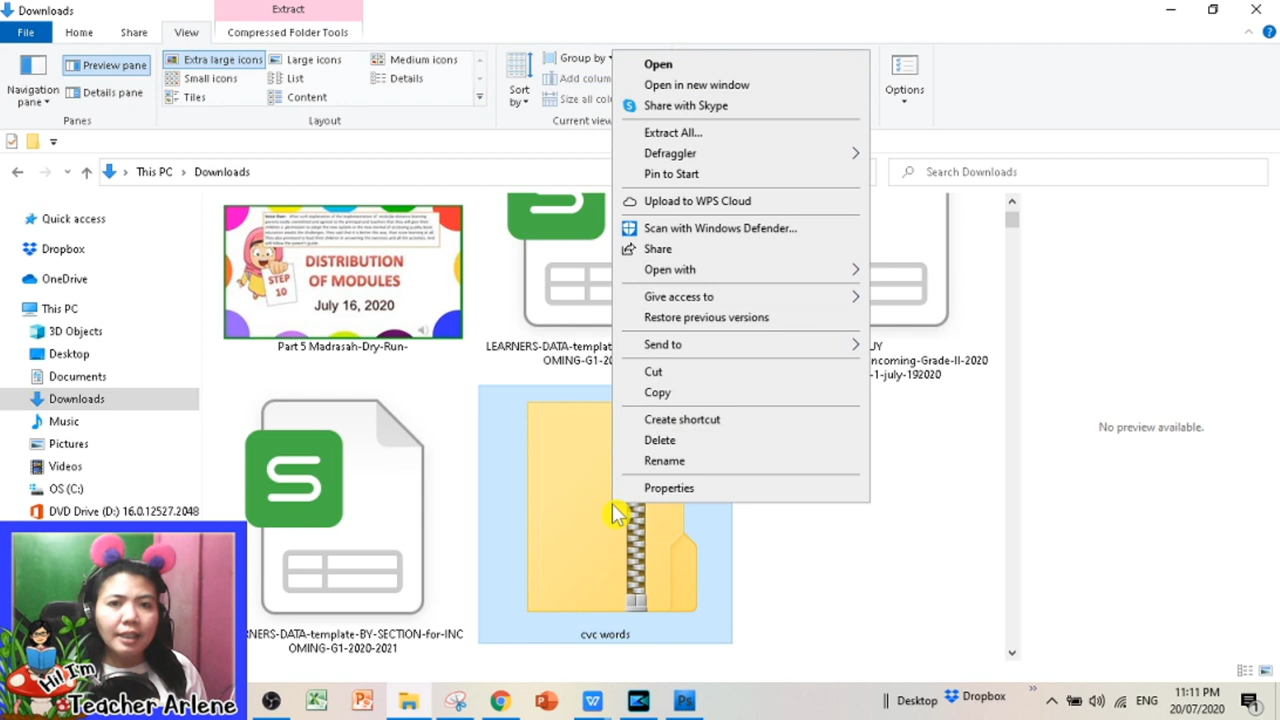 Downloads
Extract
File
Home
Share
View
Compressed Folder Tools
Navigation pane
Preview pane
Details pane
Panes
Extra large icons
Large icons
Medium icons
Small icons
List
Details
Tiles
Content
Layout
Sort by
Group by
Add colum
Size all colu
Current view
Options
This PC
Downloads
Search Downloads
Quick access
Dropbox
OneDrive
This PC
3D Objects
Desktop
Documents
Downloads
Music
Pictures
Videos
OS (C:)
DVD Drive (D:) 16.0.12527.2048
STEP
10
DISTRIBUTION
OF MODULES
July 16, 2020
Part 5 Madrasah-Dry-Run-
LEARNERS-DATA-templat
OMING-G1-20
UY
ncoming-Grade-II-2020
-1-july-192020
S
NERS-DATA-template-BY-SECTION-for-INC
OMING-G1-2020-2021
cvc words
Open
Open in new window
Share with Skype
Extract All...
Defraggler
Pin to Start
Upload to WPS Cloud
Scan with Windows Defender...
Share
Open with
Give access to
Restore previous versions
Send to
Cut
Copy
Create shortcut
Delete
Rename
Properties
No preview available.
Hi! I'm
Teacher Arlene
Desktop
Dropbox
ENG
11:11 PM
20/07/2020